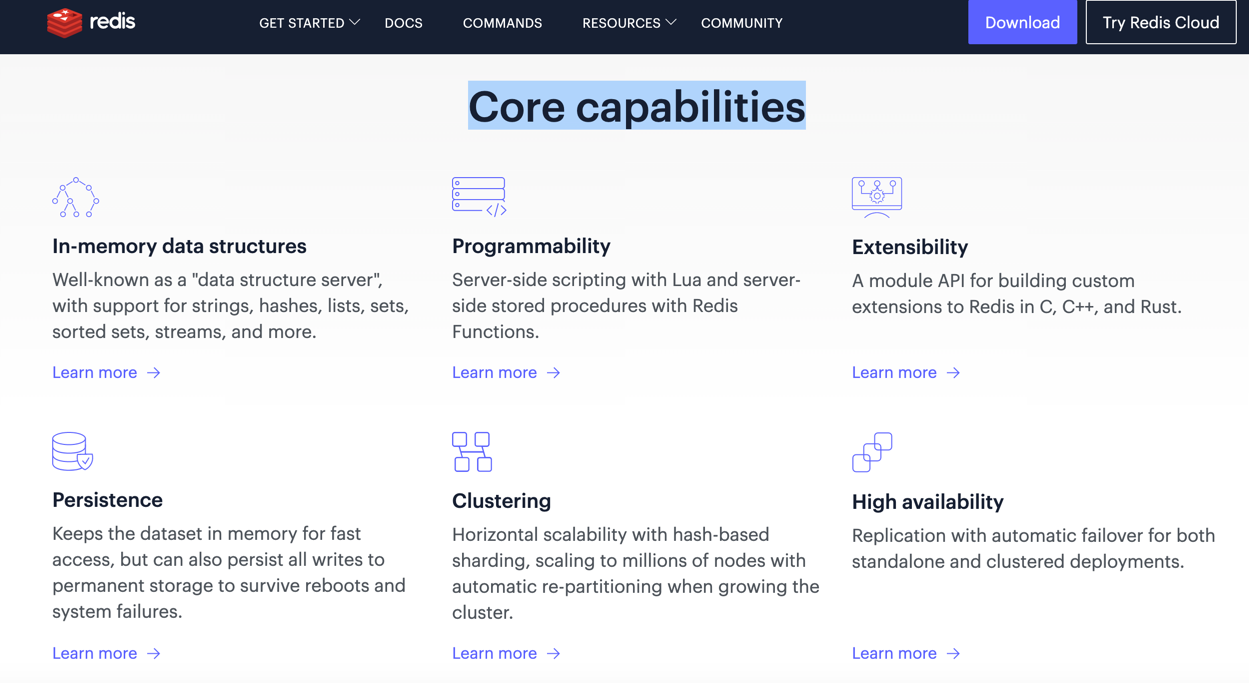 redis
GET STARTED
DOCS
COMMANDS
RESOURCES
COMMUNITY
Download
Try Redis Cloud
Core capabilities
In-memory data structures
Well-known as a "data structure server",
with support for strings, hashes, lists, sets,
sorted sets, streams, and more.
Learn more →
Programmability
Server-side scripting with Lua and server-
side stored procedures with Redis
Functions.
Learn more →
Extensibility
A module API for building custom
extensions to Redis in C, C++, and Rust.
Learn more →
Persistence
Keeps the dataset in memory for fast
access, but can also persist all writes to
permanent storage to survive reboots and
system failures.
Learn more →
Clustering
Horizontal scalability with hash-based
sharding, scaling to millions of nodes with
automatic re-partitioning when growing the
cluster.
Learn more →
High availability
Replication with automatic failover for both
standalone and clustered deployments.
Learn more →